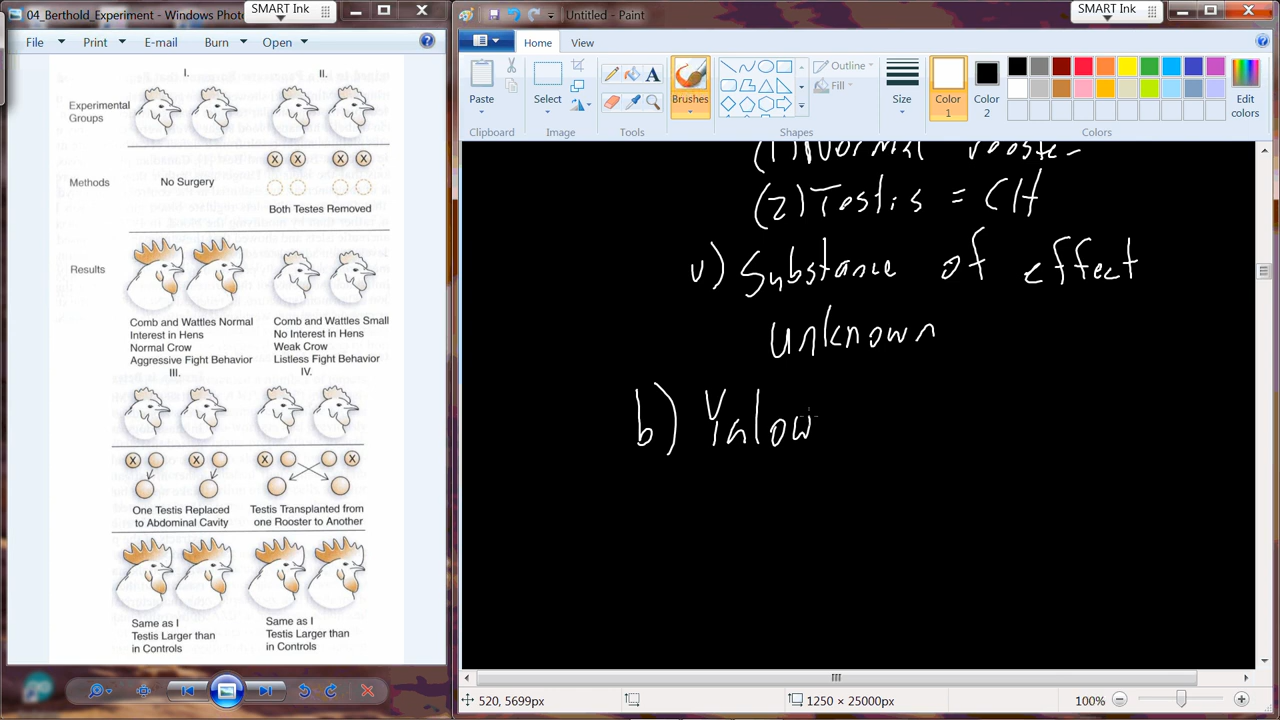 04_Berthold_Experiment - Windows Photo
SMART Ink
File Print E-mail Burn Open
I. II.
Experimental
Groups
Methods
No Surgery
X X X X
Both Testes Removed
Results
Comb and Wattles Normal
Interest in Hens
Normal Crow
Aggressive Fight Behavior
Comb and Wattles Small
No Interest in Hens
Weak Crow
Listless Fight Behavior
III. IV.
X X X X
One Testis Replaced
to Abdominal Cavity
Testis Transplanted from
one Rooster to Another
Same as I
Testis Larger than
in Controls
Same as I
Testis Larger than
in Controls
Untitled - Paint
SMART Ink
Home View
Paste
Select
A
Brushes
Outline
Fill
Size
Color
1
Color
2
Edit
colors
Clipboard Image Tools Shapes Colors
(1) Normal rooster
(2) Testis = CH
v) Substance of effect
unknown
b) Yalow
520, 5699px
1250 × 25000px
100%